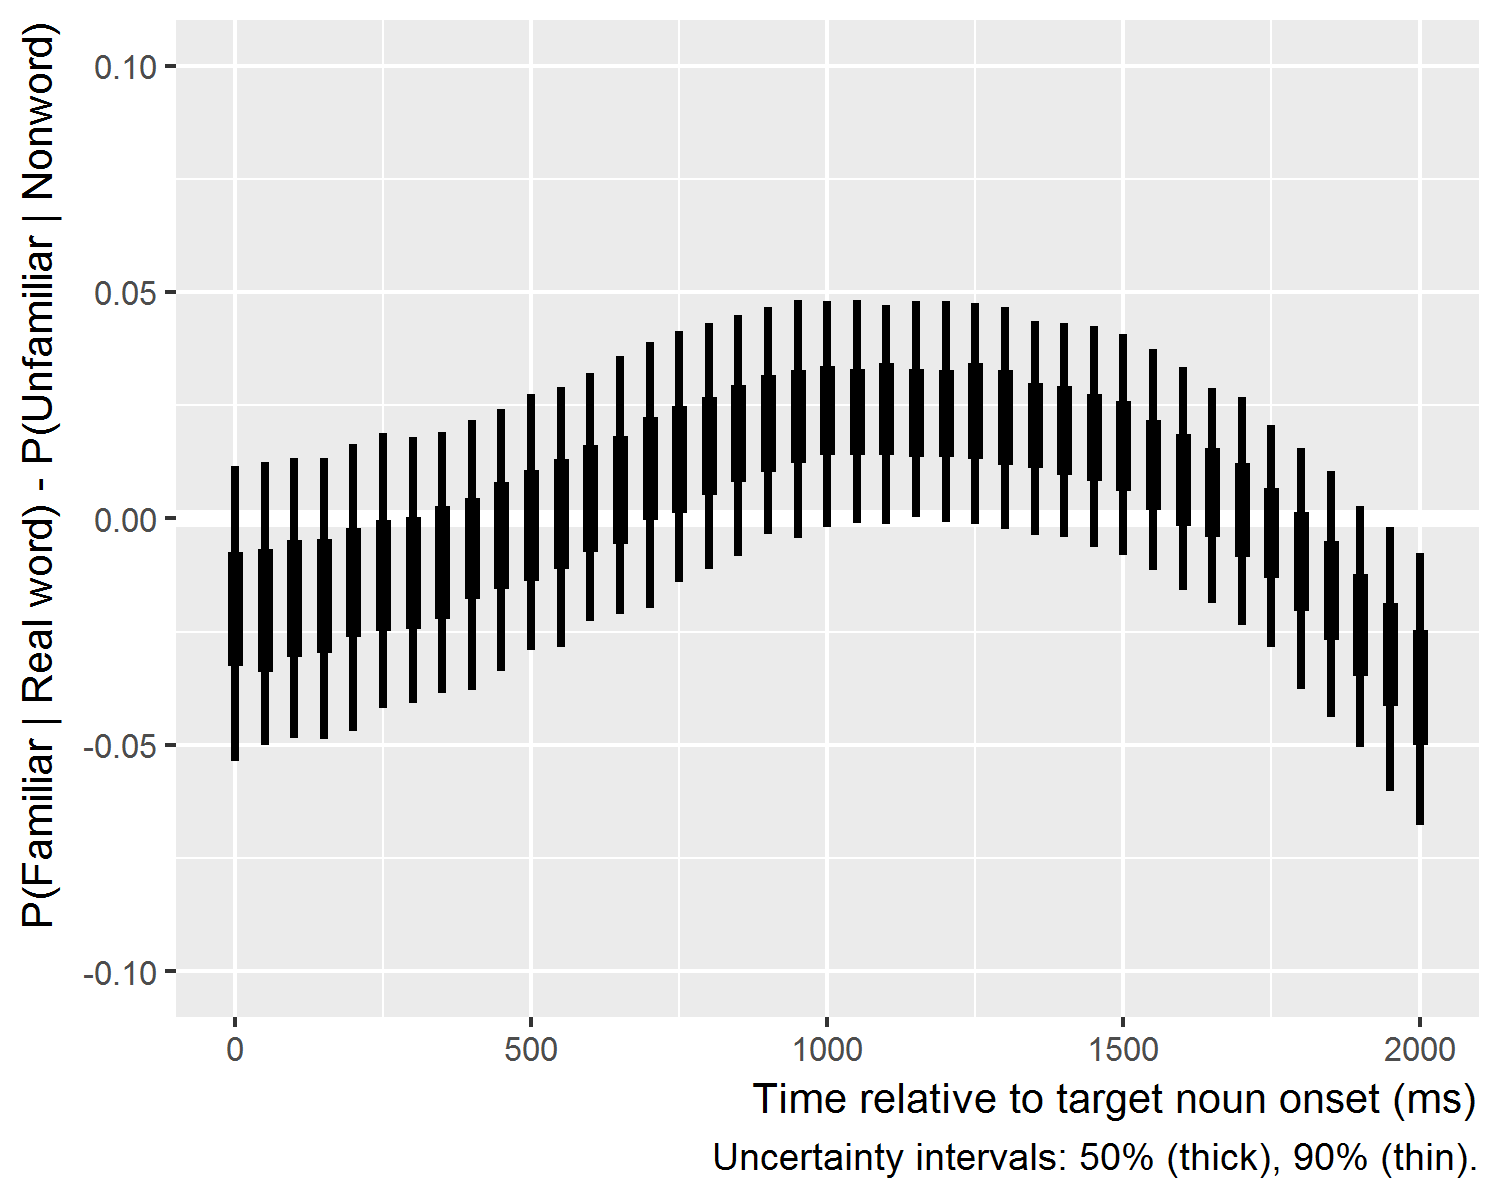 P(Familiar | Real word) - P(Unfamiliar | Nonword)
0.10
0.05
0.00
-0.05
-0.10
0 500 1000 1500 2000
Time relative to target noun onset (ms)
Uncertainty intervals: 50% (thick), 90% (thin).